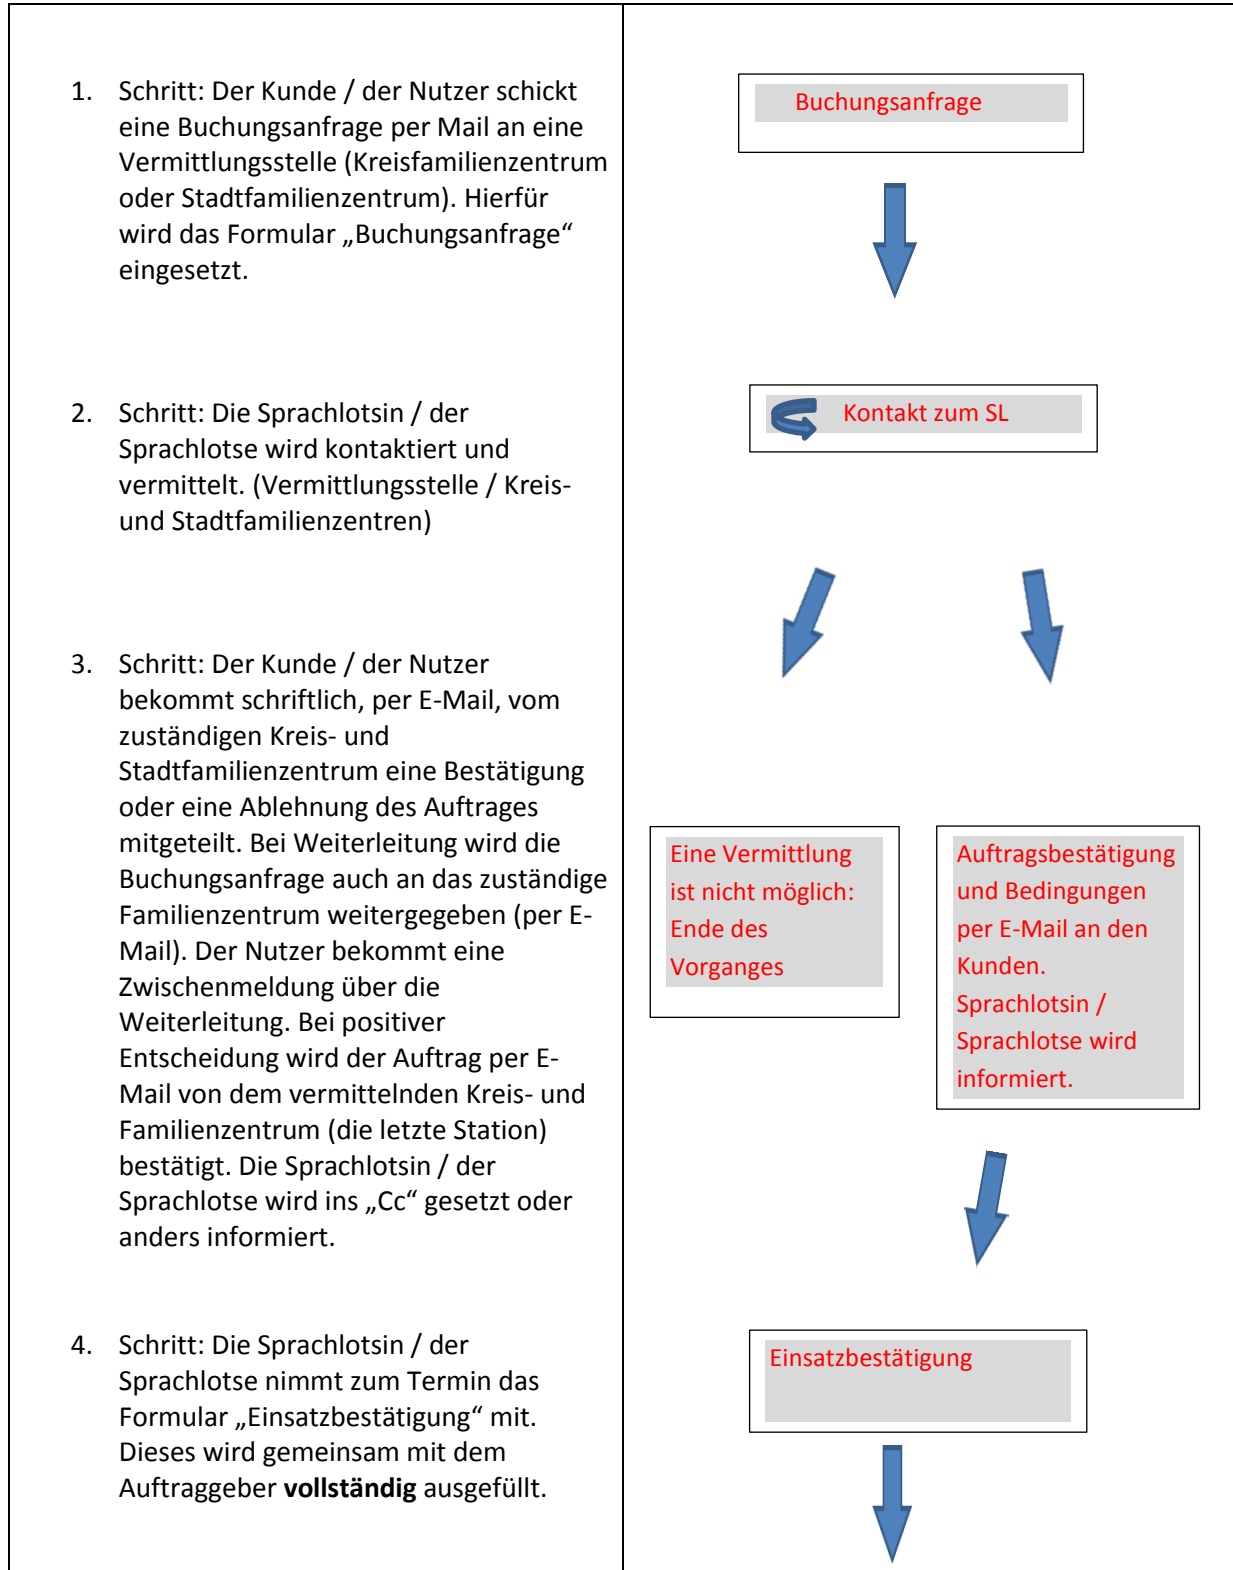 1. Schritt: Der Kunde / der Nutzer schickt
eine Buchungsanfrage per Mail an eine
Vermittlungsstelle (Kreisfamilienzentrum
oder Stadtfamilienzentrum). Hierfür
wird das Formular „Buchungsanfrage“
eingesetzt.
Buchungsanfrage
2. Schritt: Die Sprachlotsin / der
Sprachlotse wird kontaktiert und
vermittelt. (Vermittlungsstelle / Kreis-
und Stadtfamilienzentren)
Kontakt zum SL
3. Schritt: Der Kunde / der Nutzer
bekommt schriftlich, per E-Mail, vom
zuständigen Kreis- und
Stadtfamilienzentrum eine Bestätigung
oder eine Ablehnung des Auftrages
mitgeteilt. Bei Weiterleitung wird die
Buchungsanfrage auch an das zuständige
Familienzentrum weitergegeben (per E-
Mail). Der Nutzer bekommt eine
Zwischenmeldung über die
Weiterleitung. Bei positiver
Entscheidung wird der Auftrag per E-
Mail von dem vermittelnden Kreis- und
Familienzentrum (die letzte Station)
bestätigt. Die Sprachlotsin / der
Sprachlotse wird ins „Cc“ gesetzt oder
anders informiert.
Eine Vermittlung
ist nicht möglich:
Ende des
Vorganges
Auftragsbestätigung
und Bedingungen
per E-Mail an den
Kunden.
Sprachlotsin /
Sprachlotse wird
informiert.
4. Schritt: Die Sprachlotsin / der
Sprachlotse nimmt zum Termin das
Formular „Einsatzbestätigung“ mit.
Dieses wird gemeinsam mit dem
Auftraggeber vollständig ausgefüllt.
Einsatzbestätigung